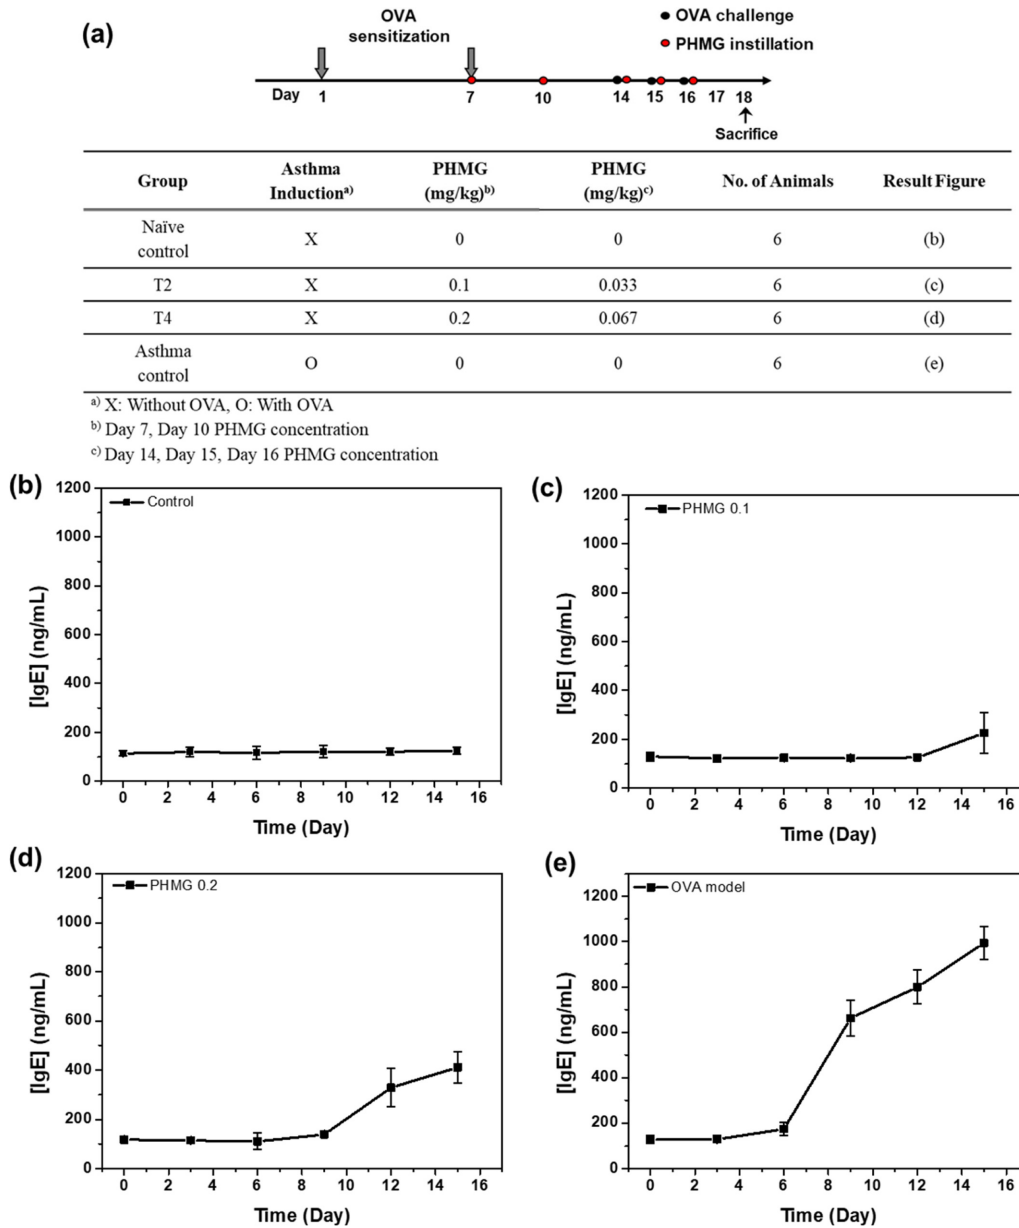 (a)
OVA
sensitization
OVA challenge
PHMG instillation
Day 1 7 10 14 15 16 17 18
Sacrifice
Group Asthma Induction a) PHMG (mg/kg) b) PHMG (mg/kg) c) No. of Animals Result Figure
Naïve control X 0 0 6 (b)
T2 X 0.1 0.033 6 (c)
T4 X 0.2 0.067 6 (d)
Asthma control O 0 0 6 (e)
a) X: Without OVA, O: With OVA
b) Day 7, Day 10 PHMG concentration
c) Day 14, Day 15, Day 16 PHMG concentration
(b)
Control
[IgE] (ng/mL)
1200
1000
800
600
400
200
0
0 2 4 6 8 10 12 14 16
Time (Day)
(c)
PHMG 0.1
[IgE] (ng/mL)
1200
1000
800
600
400
200
0
0 2 4 6 8 10 12 14 16
Time (Day)
(d)
PHMG 0.2
[IgE] (ng/mL)
1200
1000
800
600
400
200
0
0 2 4 6 8 10 12 14 16
Time (Day)
(e)
OVA model
[IgE] (ng/mL)
1200
1000
800
600
400
200
0
0 2 4 6 8 10 12 14 16
Time (Day)